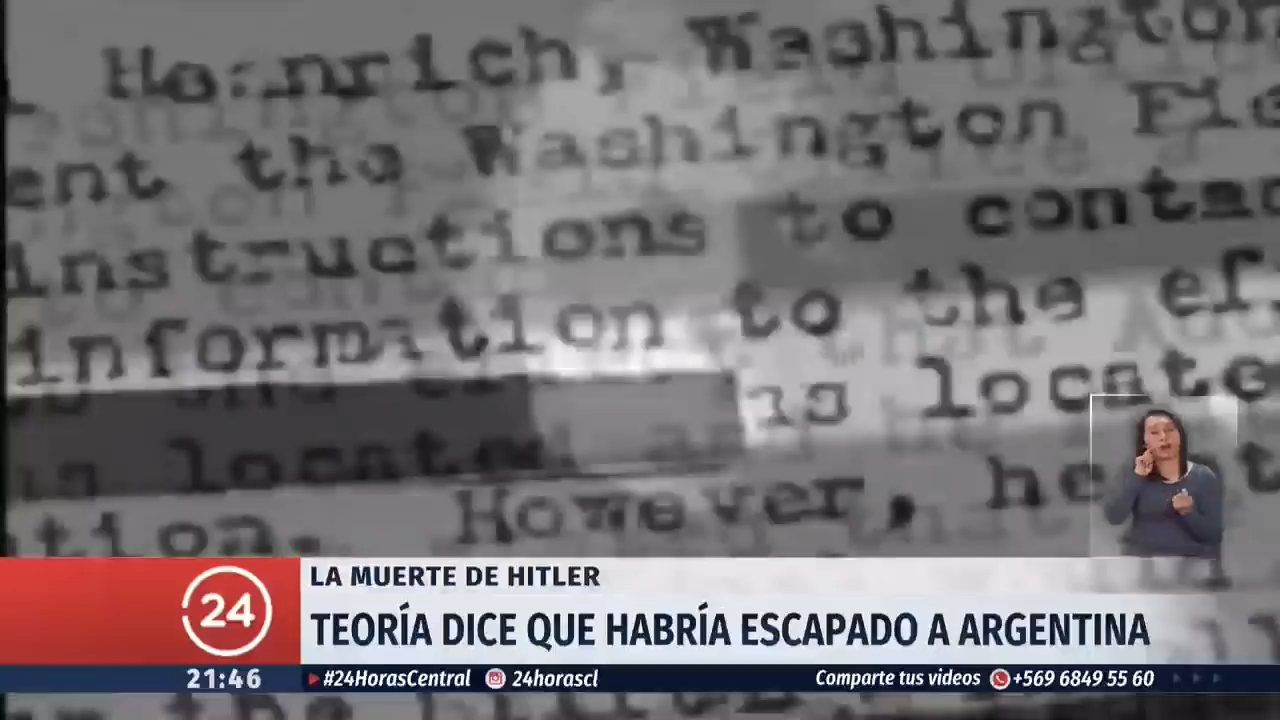 Heinrich, Washington
ent the Washington Fie
instructions to conta
information to the ef
is locate
is located
tion. However, he
LA MUERTE DE HITLER
24
TEORÍA DICE QUE HABRÍA ESCAPADO A ARGENTINA
21:46
#24HorasCentral
24horascl
Comparte tus videos
+569 6849 55 60